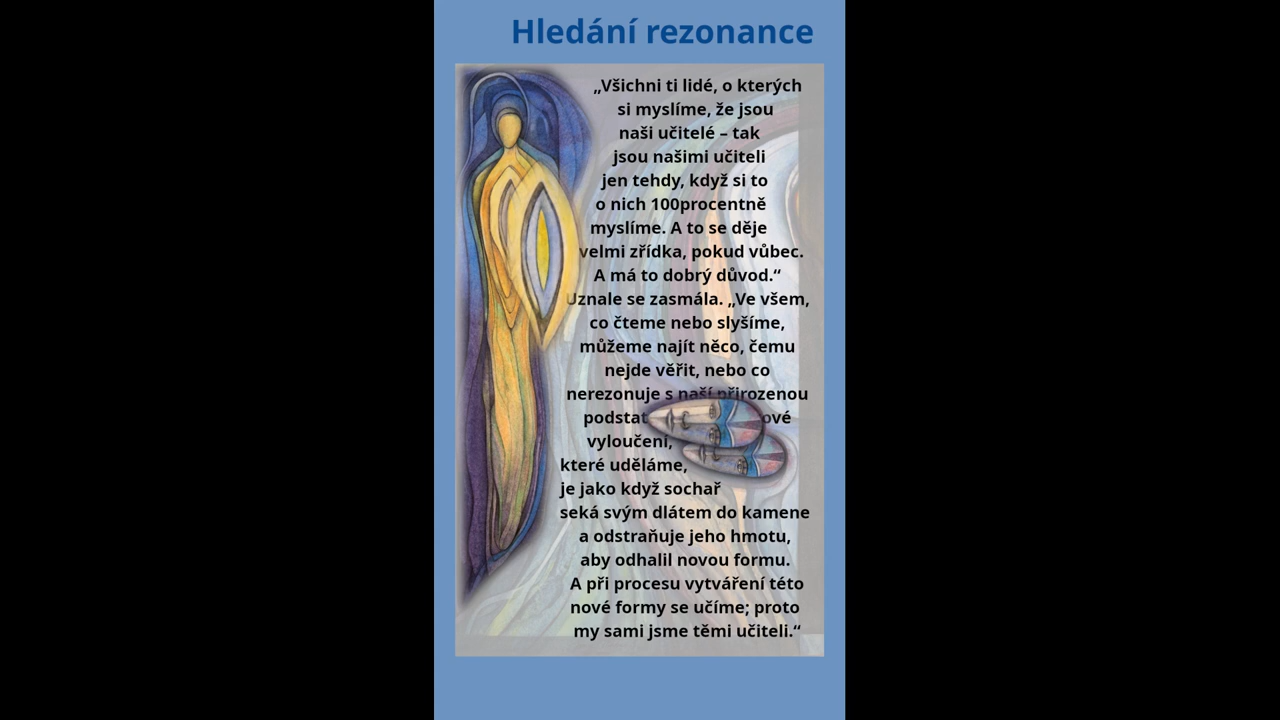 Hledání rezonance
„Všichni ti lidé, o kterých
si myslíme, že jsou
naši učitelé – tak
jsou našimi učiteli
jen tehdy, když si to
o nich 100procentně
myslíme. A to se děje
velmi zřídka, pokud vůbec.
A má to dobrý důvod.“
Uznale se zasmála. „Ve všem,
co čteme nebo slyšíme,
můžeme najít něco, čemu
nejde věřit, nebo co
nerezonuje s naší přirozenou
vyloučení,
které uděláme,
je jako když sochař
seká svým dlátem do kamene
a odstraňuje jeho hmotu,
aby odhalil novou formu.
A při procesu vytváření této
nové formy se učíme; proto
my sami jsme těmi učiteli.“